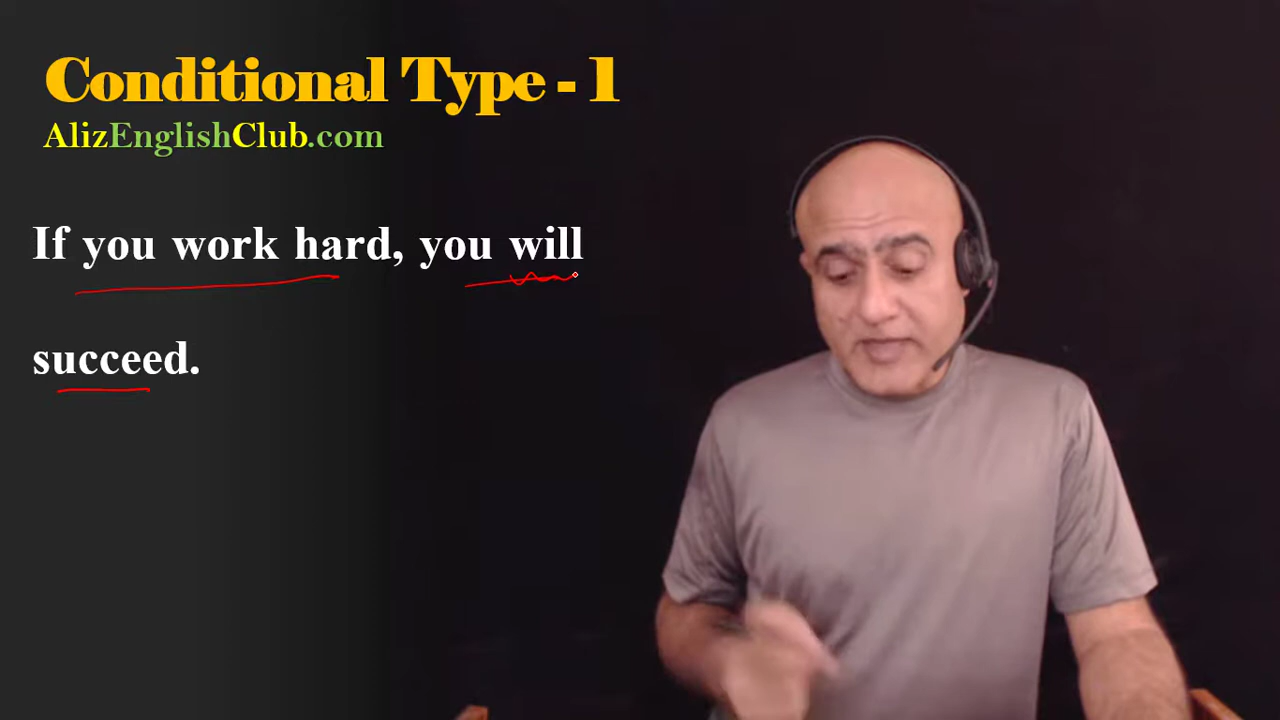 Conditional Type - 1
AlizEnglishClub.com
If you work hard, you will
succeed.